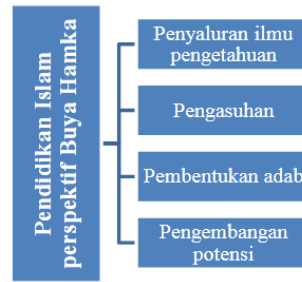 Pendidikan Islam
perspektif Buya Hamka
Penyaluran ilmu
pengetahuan
Pengasuhan
Pembentukan adab
Pengembangan
potensi